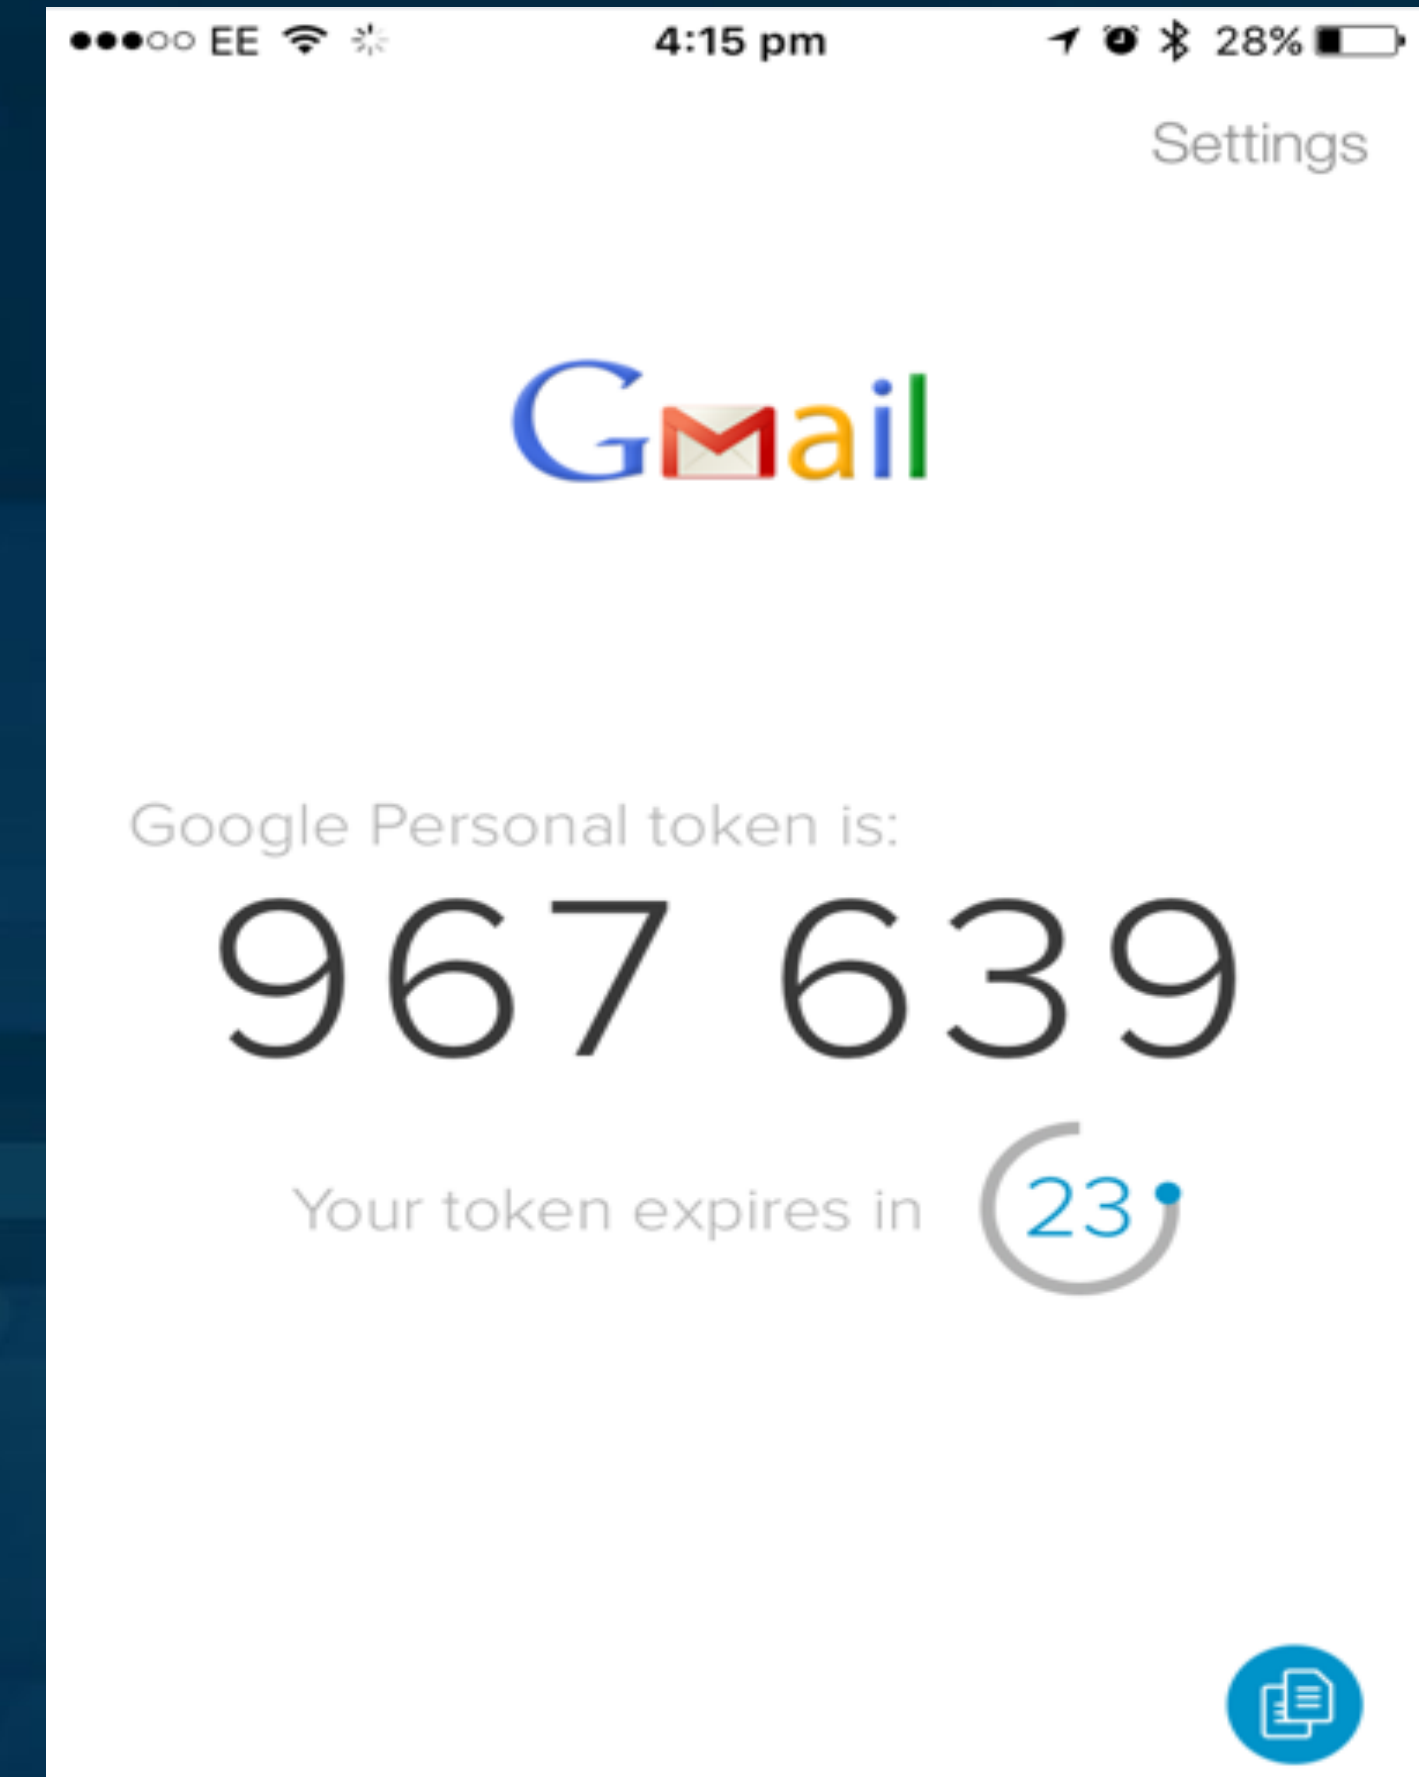 EE 4:15 pm 28%
Settings
Gmail
Google Personal token is:
967 639
Your token expires in 23